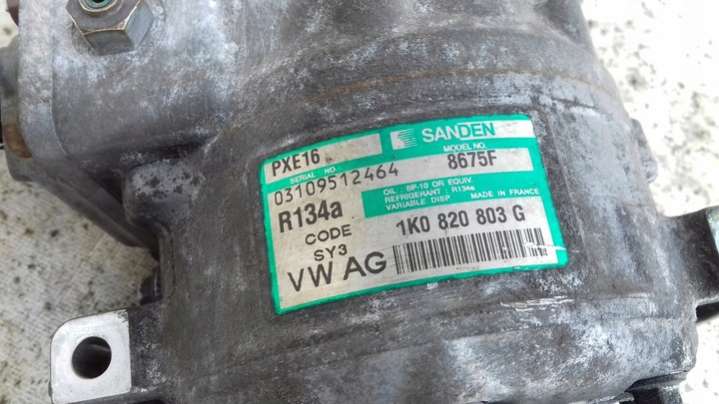 PXE16
SANDEN
SERIAL NO.
MODEL NO.
03109512464
8675F
R134a
OIL : SP-10 OR EQUIV.
REFRIGERANT : R134a
VARIABLE DISP. MADE IN FRANCE
CODE
SY3
1K0 820 803 G
VW AG